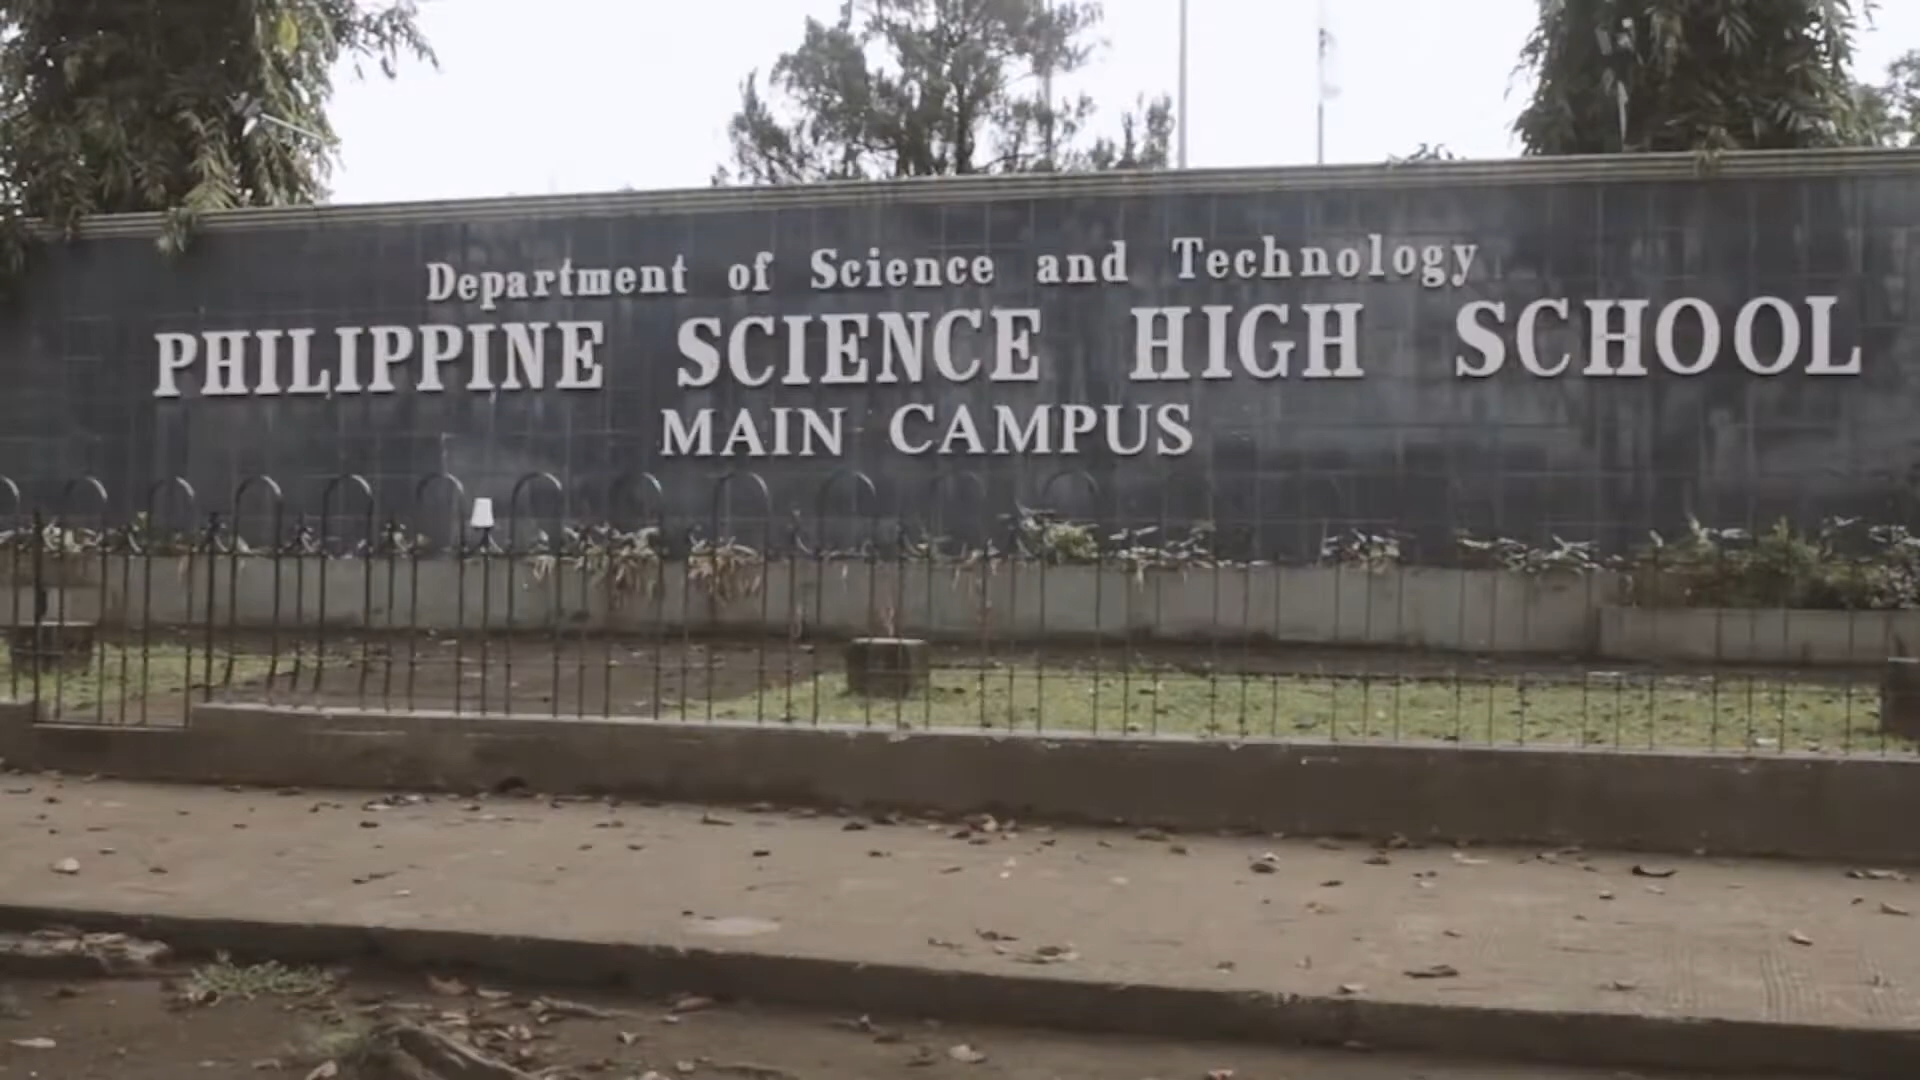 Department of Science and Technology
PHILIPPINE SCIENCE HIGH SCHOOL
MAIN CAMPUS